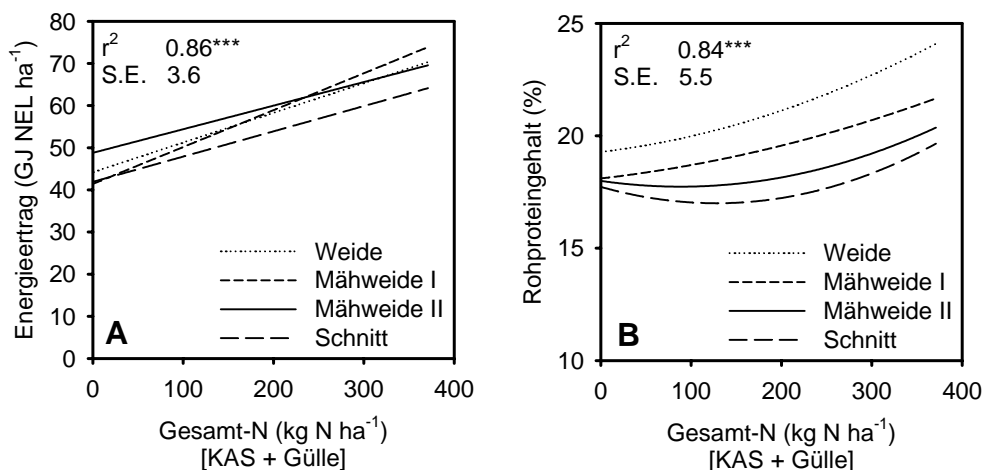 Energieertrag (GJ NEL ha⁻¹)
80
70
60
50
40
30
20
10
0
r² 0.86***
S.E. 3.6
Weide
Mähweide I
Mähweide II
Schnitt
A
0 100 200 300 400
Gesamt-N (kg N ha⁻¹)
[KAS + Gülle]
Rohproteingehalt (%)
25
20
15
10
r² 0.84***
S.E. 5.5
Weide
Mähweide I
Mähweide II
Schnitt
B
0 100 200 300 400
Gesamt-N (kg N ha⁻¹)
[KAS + Gülle]